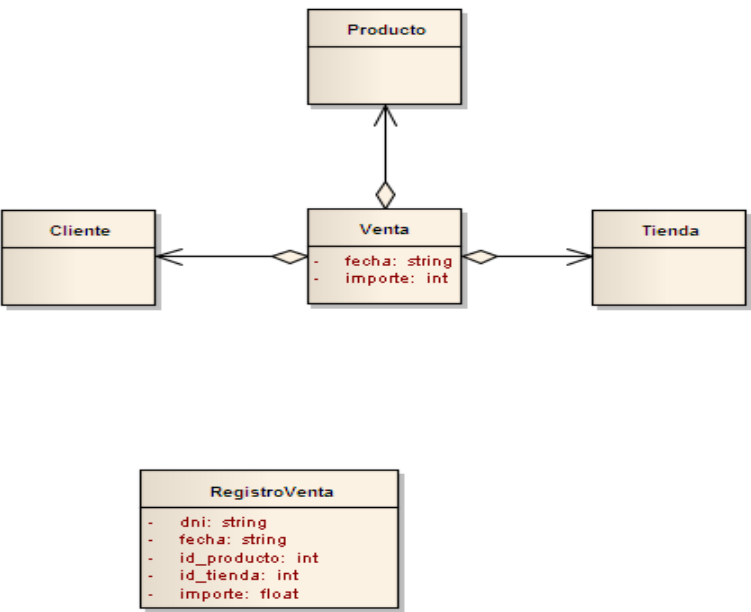 Producto
Cliente
Venta
- fecha: string
- importe: int
Tienda
RegistroVenta
- dni: string
- fecha: string
- id_producto: int
- id_tienda: int
- importe: float